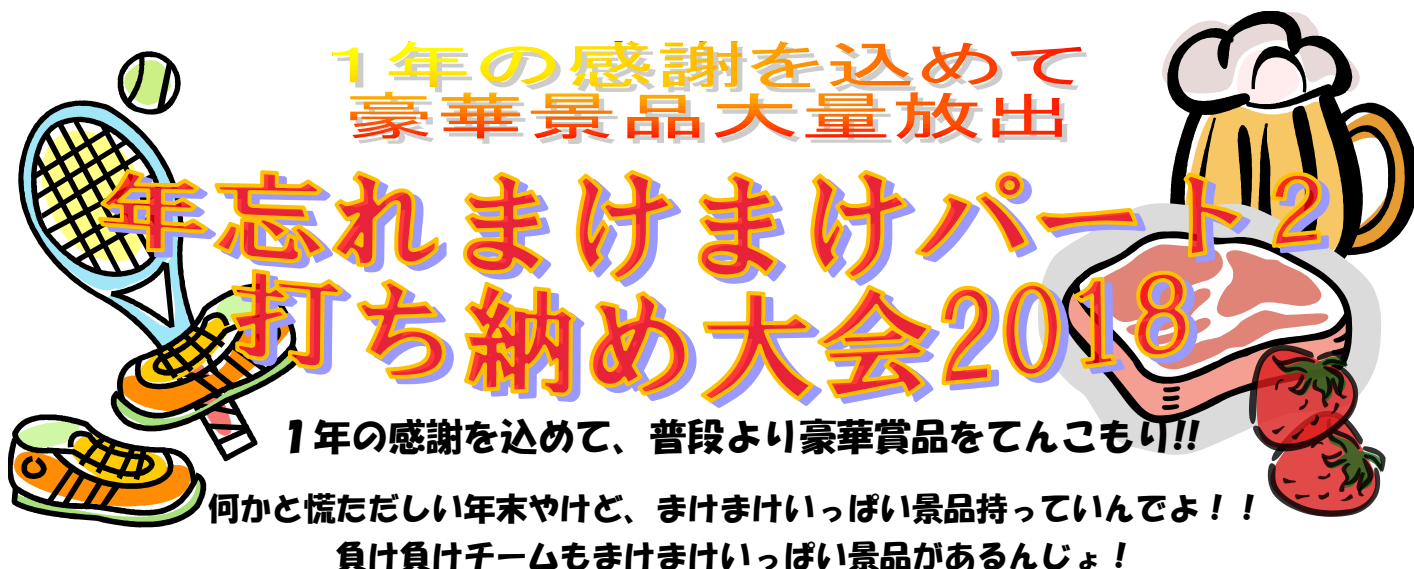 1年の感謝を込めて
豪華景品大量放出
年忘れまけまけパート2
打ち納め大会2018
1年の感謝を込めて、普段より豪華賞品をてんこもり!!
何かと慌ただしい年末やけど、まけまけいっぱい景品持っていんでよ！！
負け負けチームもまけまけいっぱい景品があるんじょ！